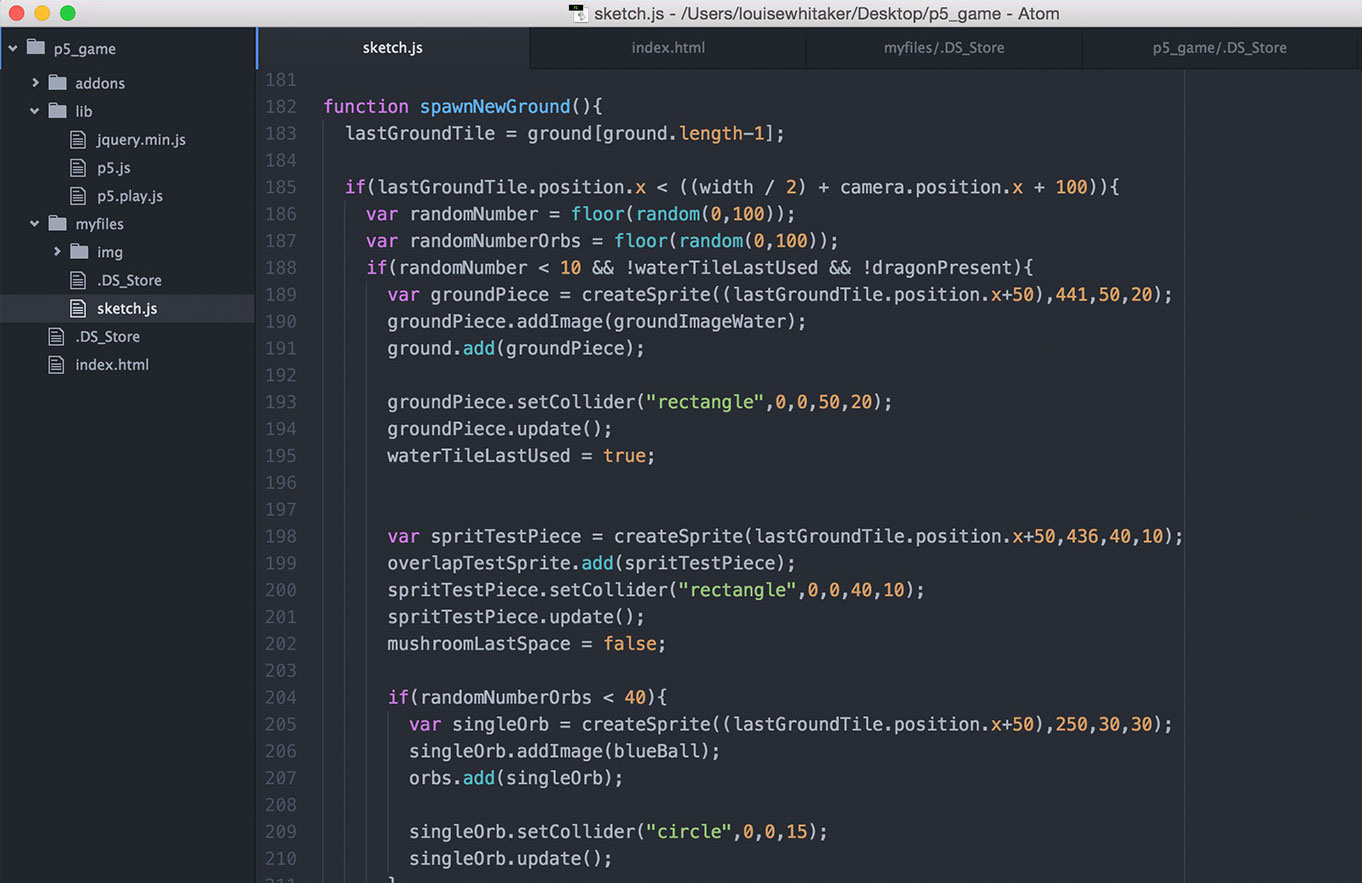 sketch.js - /Users/louisewhitaker/Desktop/p5_game - Atom
p5_game
addons
lib
jquery.min.js
p5.js
p5.play.js
myfiles
img
.DS_Store
sketch.js
.DS_Store
index.html
sketch.js index.html myfiles/.DS_Store p5_game/.DS_Store
181
182 function spawnNewGround(){
183 lastGroundTile = ground[ground.length-1];
184
185 if(lastGroundTile.position.x < ((width / 2) + camera.position.x + 100)){
186 var randomNumber = floor(random(0,100));
187 var randomNumberOrbs = floor(random(0,100));
188 if(randomNumber < 10 && !waterTileLastUsed && !dragonPresent){
189 var groundPiece = createSprite((lastGroundTile.position.x+50),441,50,20);
190 groundPiece.addImage(groundImageWater);
191 ground.add(groundPiece);
192
193 groundPiece.setCollider("rectangle",0,0,50,20);
194 groundPiece.update();
195 waterTileLastUsed = true;
196
197
198 var spritTestPiece = createSprite(lastGroundTile.position.x+50,436,40,10);
199 overlapTestSprite.add(spritTestPiece);
200 spritTestPiece.setCollider("rectangle",0,0,40,10);
201 spritTestPiece.update();
202 mushroomLastSpace = false;
203
204 if(randomNumberOrbs < 40){
205 var singleOrb = createSprite((lastGroundTile.position.x+50),250,30,30);
206 singleOrb.addImage(blueBall);
207 orbs.add(singleOrb);
208
209 singleOrb.setCollider("circle",0,0,15);
210 singleOrb.update();